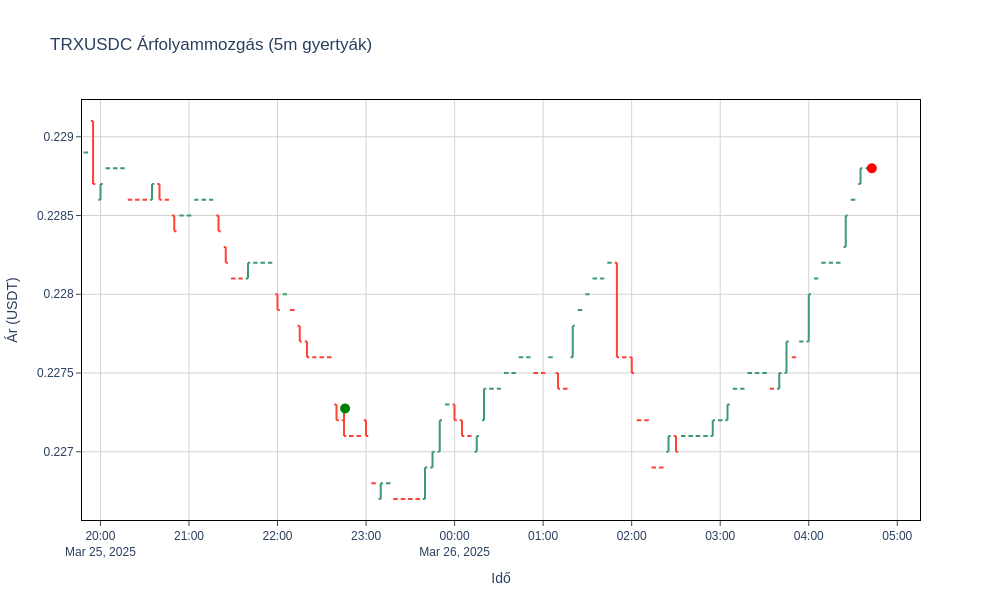 TRXUSDC Árfolyammozgás (5m gyertyák)
0.229
0.2285
0.228
0.2275
0.227
Ár (USDT)
20:00 21:00 22:00 23:00 00:00 01:00 02:00 03:00 04:00 05:00
Mar 25, 2025 Mar 26, 2025
Idő